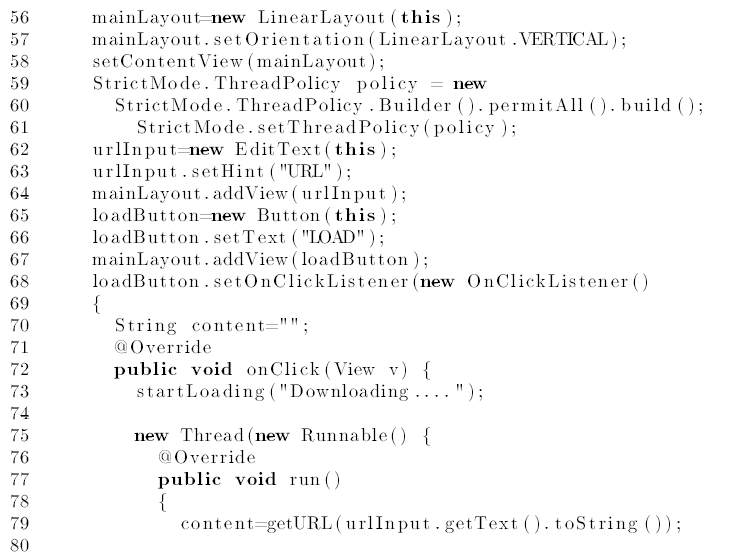 56 mainLayout=new LinearLayout(this);
57 mainLayout.setOrientation(LinearLayout.VERTICAL);
58 setContentView(mainLayout);
59 StrictMode.ThreadPolicy policy = new
60 StrictMode.ThreadPolicy.Builder().permitAll().build();
61 StrictMode.setThreadPolicy(policy);
62 urlInput=new EditText(this);
63 urlInput.setHint("URL");
64 mainLayout.addView(urlInput);
65 loadButton=new Button(this);
66 loadButton.setText("LOAD");
67 mainLayout.addView(loadButton);
68 loadButton.setOnClickListener(new OnClickListener()
69 {
70 String content="";
71 @Override
72 public void onClick(View v) {
73 startLoading("Downloading....");
74
75 new Thread(new Runnable() {
76 @Override
77 public void run()
78 {
79 content=getURL(urlInput.getText().toString());
80